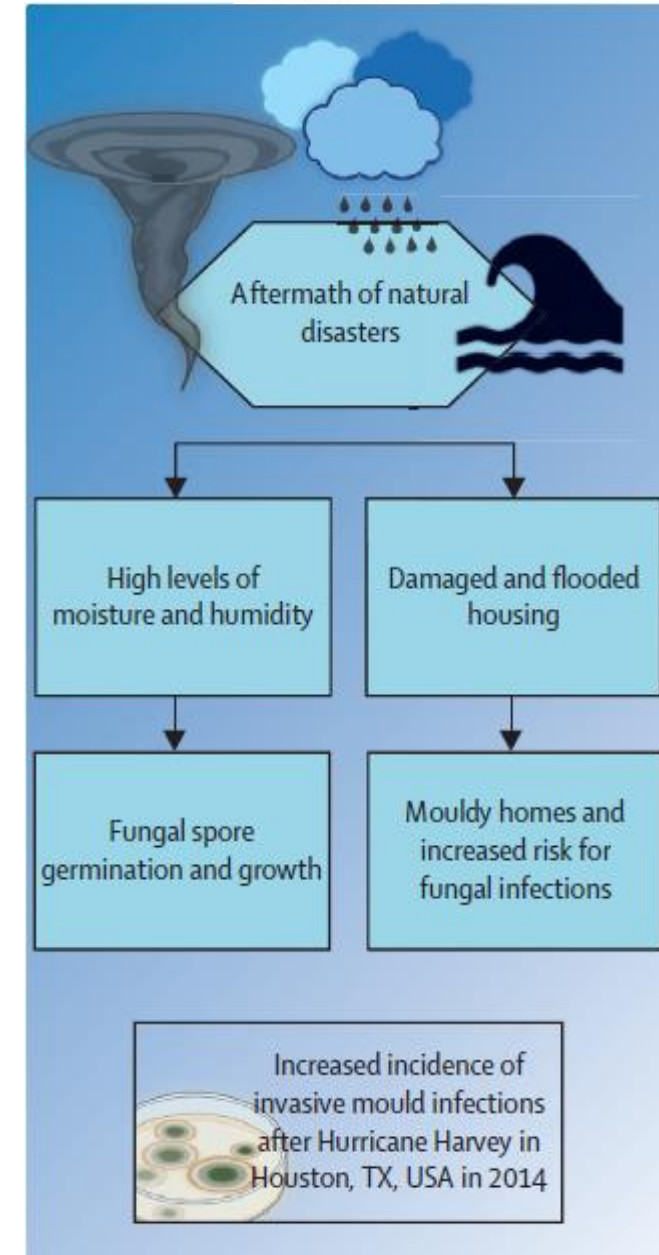 Aftermath of natural
disasters
High levels of
moisture and humidity
Damaged and flooded
housing
Fungal spore
germination and growth
Mouldy homes and
increased risk for
fungal infections
Increased incidence of
invasive mould infections
after Hurricane Harvey in
Houston, TX, USA in 2014